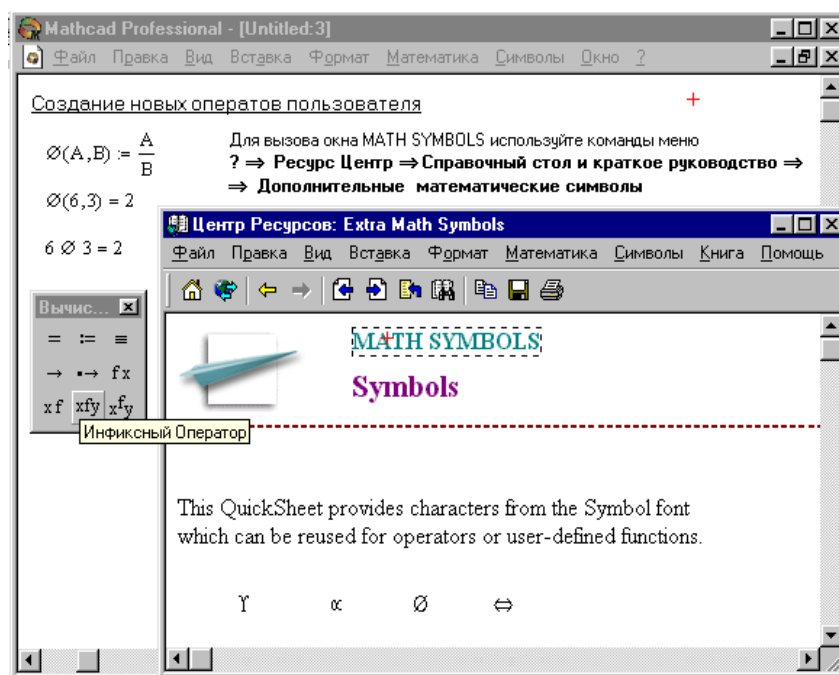 Mathcad Professional - [Untitled:3]
Файл Правка Вид Вставка Формат Математика Символы Окно ?
Создание новых оператов пользователя
Ø(A,B) := A/B
Для вызова окна MATH SYMBOLS используйте команды меню
? ⇒ Ресурс Центр ⇒ Справочный стол и краткое руководство ⇒
⇒ Дополнительные математические символы
Ø(6,3) = 2
6 Ø 3 = 2
Центр Ресурсов: Extra Math Symbols
Файл Правка Вид Вставка Формат Математика Символы Книга Помощь
Вычис...
= := ≡
→ ▪→ fx
xf xfy xfy
Инфиксный Оператор
MATH SYMBOLS
Symbols
This QuickSheet provides characters from the Symbol font
which can be reused for operators or user-defined functions.
ϒ ∝ Ø ⇔